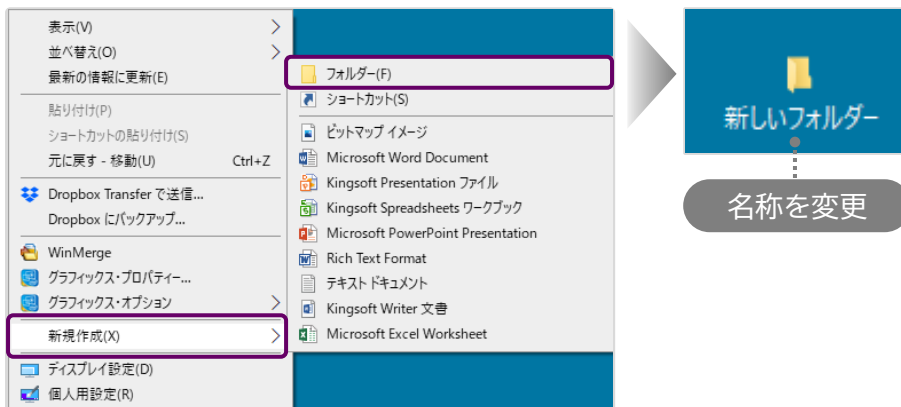 表示(V)
並べ替え(O)
最新の情報に更新(E)
貼り付け(P)
ショートカットの貼り付け(S)
元に戻す - 移動(U) Ctrl+Z
Dropbox Transfer で送信...
Dropbox にバックアップ...
WinMerge
グラフィックス・プロパティー...
グラフィックス・オプション
新規作成(X)
ディスプレイ設定(D)
個人用設定(R)
フォルダー(F)
ショートカット(S)
ビットマップ イメージ
Microsoft Word Document
Kingsoft Presentation ファイル
Kingsoft Spreadsheets ワークブック
Microsoft PowerPoint Presentation
Rich Text Format
テキスト ドキュメント
Kingsoft Writer 文書
Microsoft Excel Worksheet
新しいフォルダー
名称を変更